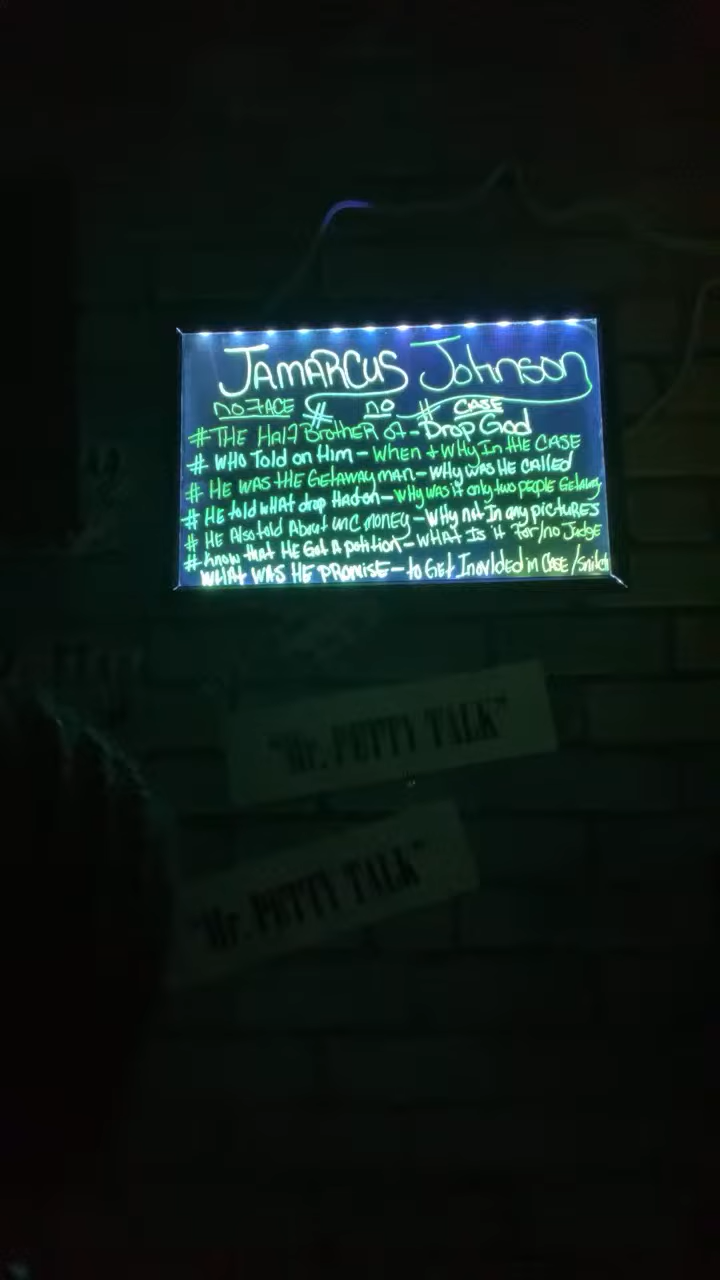 JAMARCUS Johnson
NO FACE # NO # CASE
# THE Half Brother of - Drop God
# WHO Told on Him - When + WHy In tHE CASE
# HE WAS tHE GetAWAy MAN - WHy WAS HE CAllED
# HE told wHAt drop Had on - WHy WAS it only two PEOPlE Getaway
# HE Also told About unc MONEY - WHy not In Any PictuRES
# Know tHAt HE Got A potition - WHAt Is it For/no Judge
WHAt WAS HE PROMISE - to GEt Inovlded in CASE /Snitch
"Mr. PETTY TALK"
"Mr. PETTY TALK"